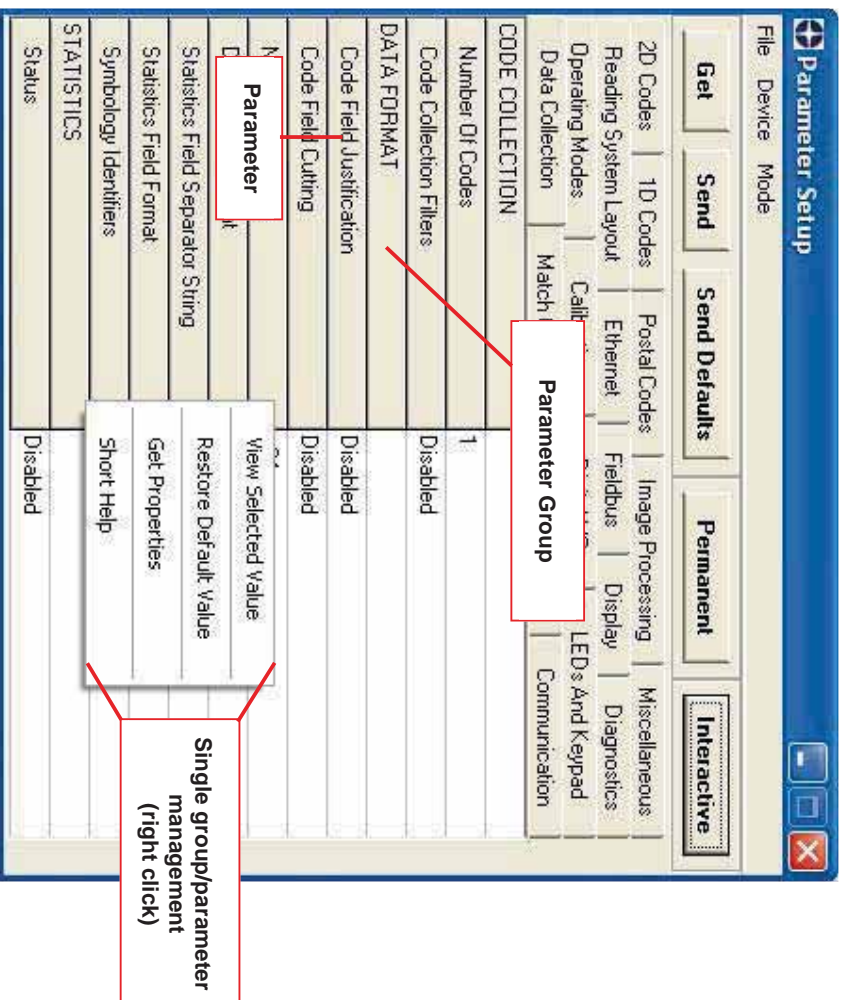 Parameter Setup
File Device Mode
Get Send Send Defaults Permanent Interactive
2D Codes 1D Codes Postal Codes Image Processing Miscellaneous
Reading System Layout Ethernet Fieldbus Display Diagnostics
Operating Modes LEDs And Keypad
Data Collection Match Communication
Parameter Group
CODE COLLECTION
Number Of Codes 1
Code Collection Filters Disabled
DATA FORMAT
Code Field Justification Disabled
Code Field Cutting Disabled
Parameter
Statistics Field Separator String
Statistics Field Format
Symbology Identifiers
STATISTICS
Status Disabled
View Selected Value
Restore Default Value
Get Properties
Short Help
Single group/parameter
management
(right click)